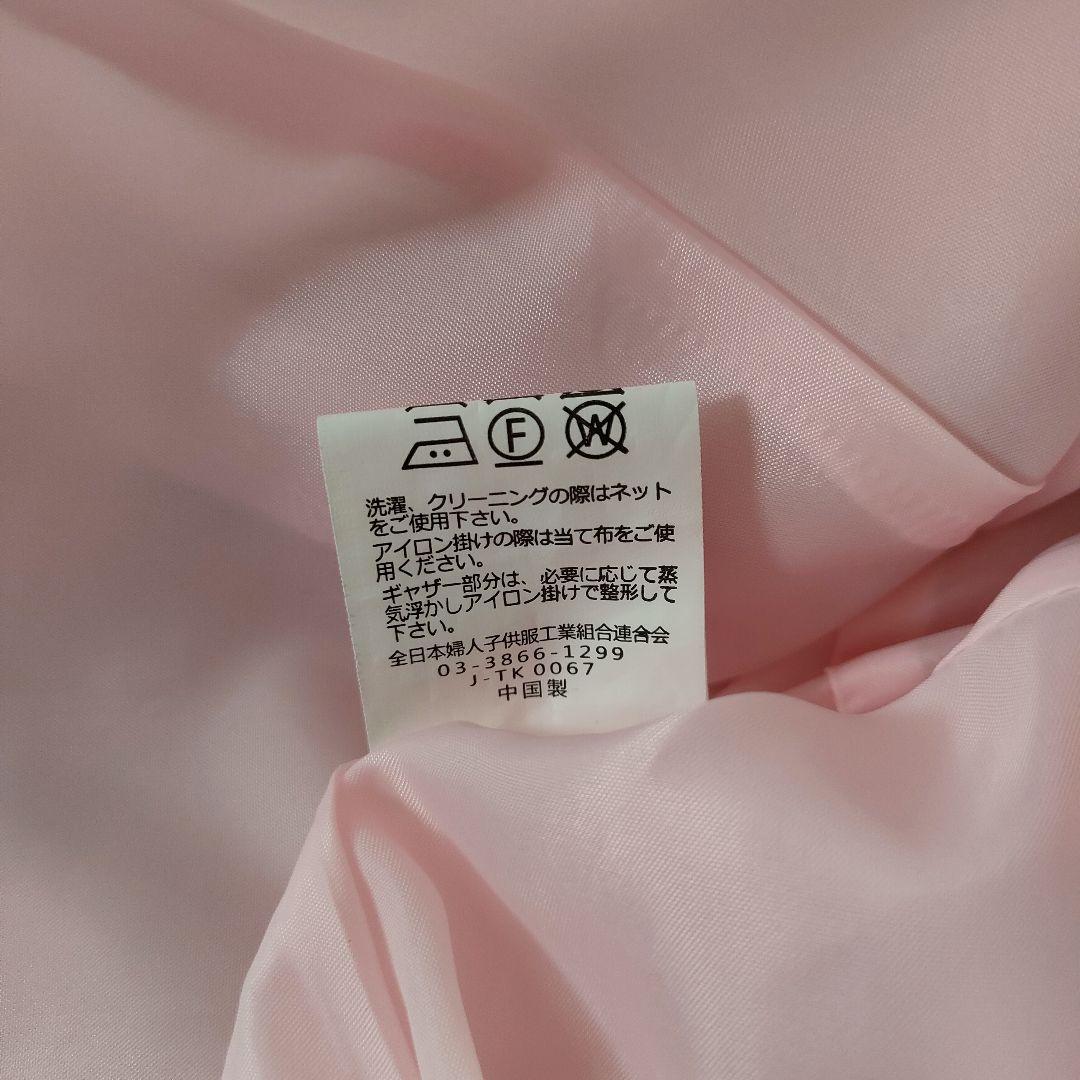 F
W
洗濯、クリーニングの際はネット
をご使用下さい。
アイロン掛けの際は当て布をご使
用ください。
ギャザー部分は、必要に応じて蒸
気浮かしアイロン掛けで整形して
下さい。
全日本婦人子供服工業組合連合会
03-3866-1299
J-TK0067
中国製